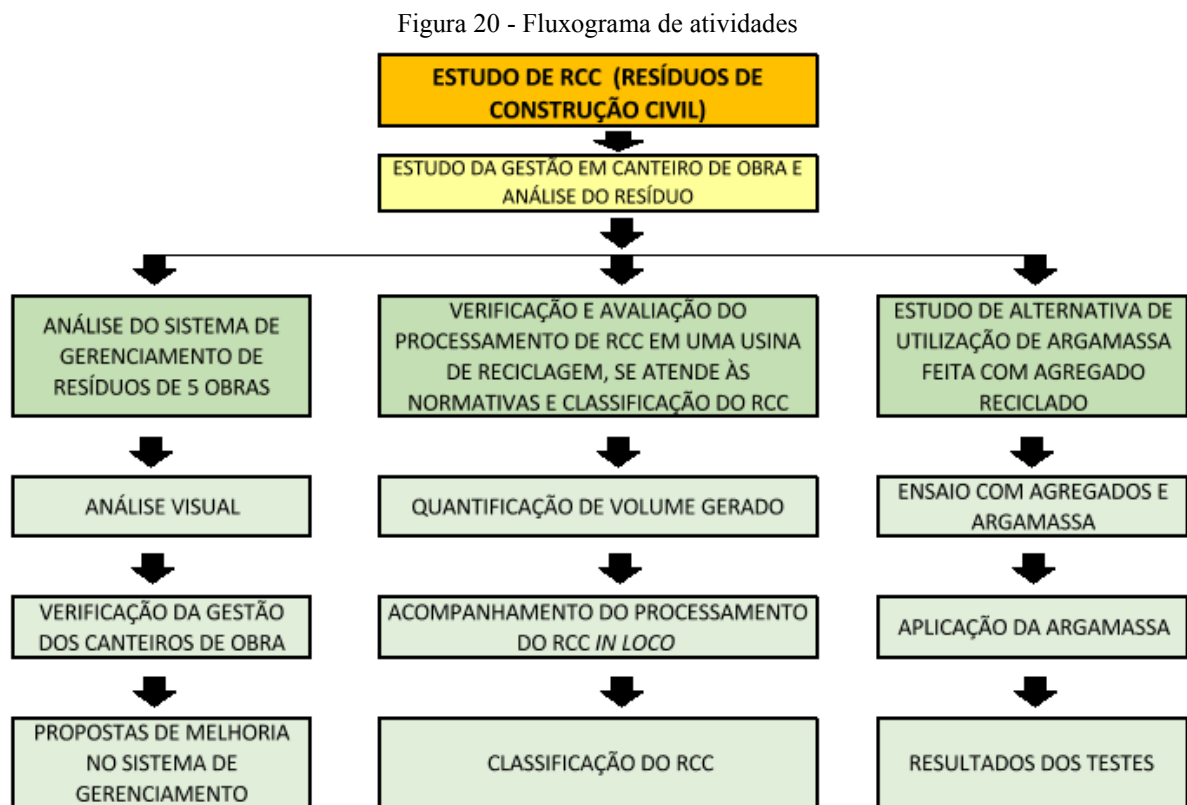 Figura 20 - Fluxograma de atividades
ESTUDO DE RCC (RESÍDUOS DE
CONSTRUÇÃO CIVIL)
ESTUDO DA GESTÃO EM CANTEIRO DE OBRA E
ANÁLISE DO RESÍDUO
ANÁLISE DO SISTEMA DE
GERENCIAMENTO DE
RESÍDUOS DE 5 OBRAS
VERIFICAÇÃO E AVALIAÇÃO DO
PROCESSAMENTO DE RCC EM UMA USINA
DE RECICLAGEM, SE ATENDE ÀS
NORMATIVAS E CLASSIFICAÇÃO DO RCC
ESTUDO DE ALTERNATIVA DE
UTILIZAÇÃO DE ARGAMASSA
FEITA COM AGREGADO
RECICLADO
ANÁLISE VISUAL
QUANTIFICAÇÃO DE VOLUME GERADO
ENSAIO COM AGREGADOS E
ARGAMASSA
VERIFICAÇÃO DA GESTÃO
DOS CANTEIROS DE OBRA
ACOMPANHAMENTO DO PROCESSAMENTO
DO RCC IN LOCO
APLICAÇÃO DA ARGAMASSA
PROPOSTAS DE MELHORIA
NO SISTEMA DE
GERENCIAMENTO
CLASSIFICAÇÃO DO RCC
RESULTADOS DOS TESTES